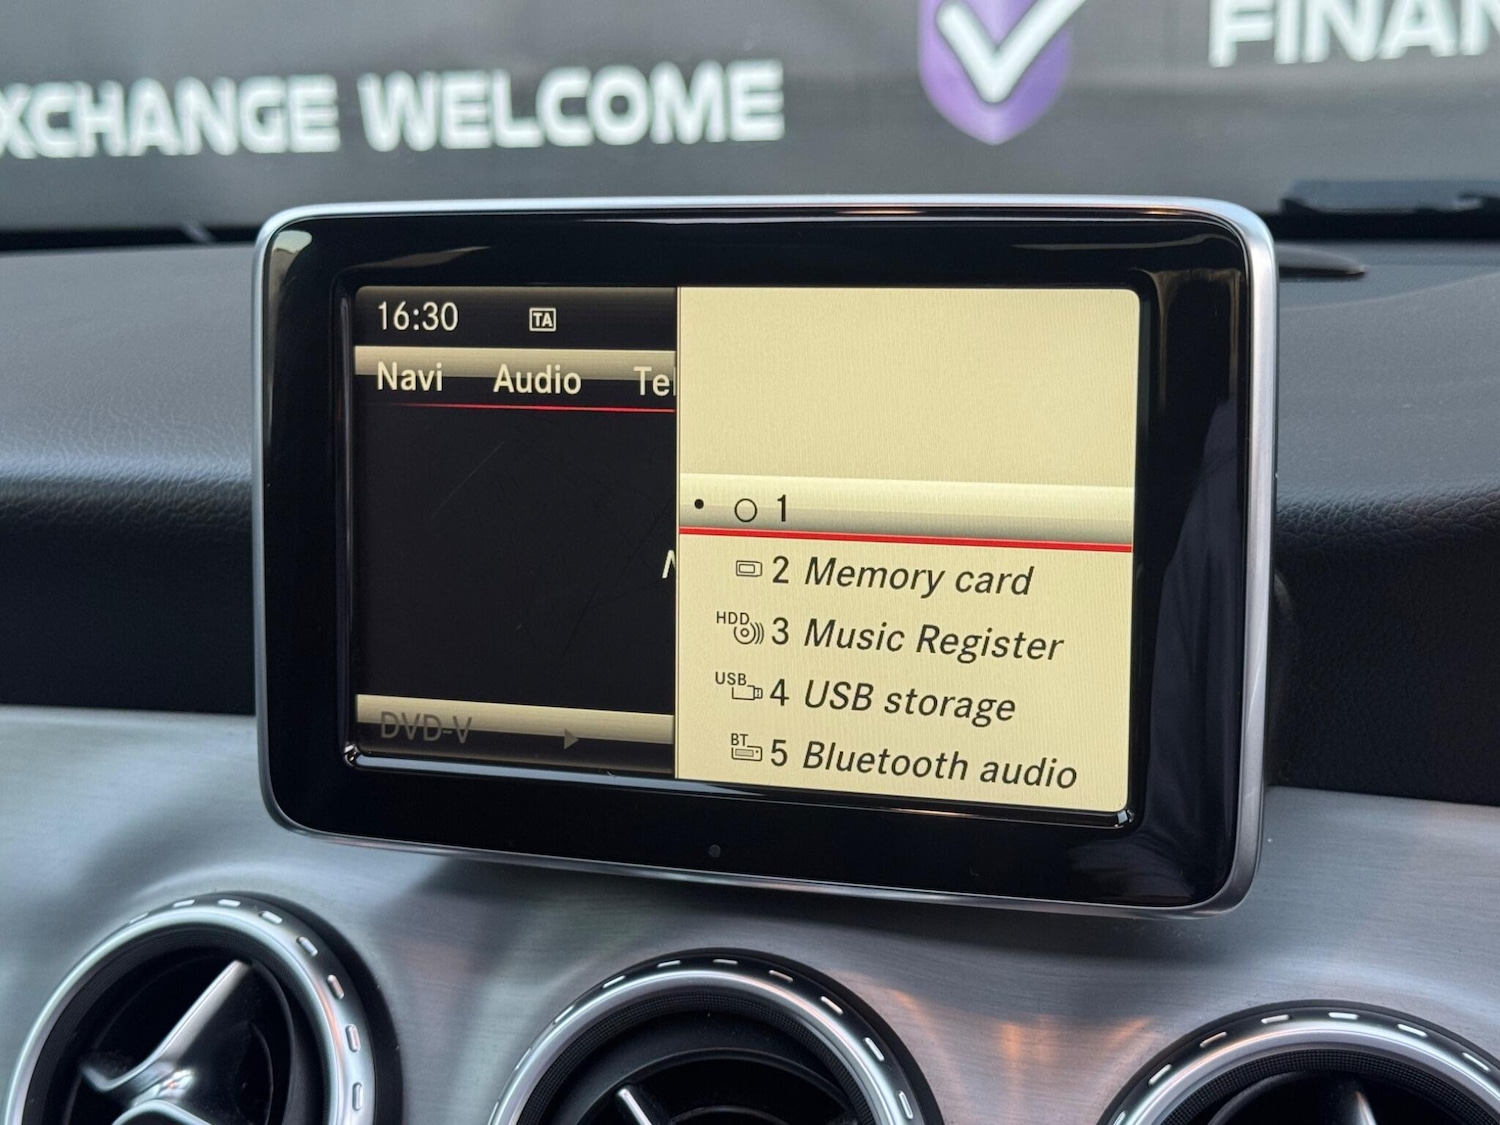 XCHANGE WELCOME
FINAN
16:30 TA
Navi Audio Tel
1
2 Memory card
HDD 3 Music Register
USB 4 USB storage
BT 5 Bluetooth audio
DVD-V